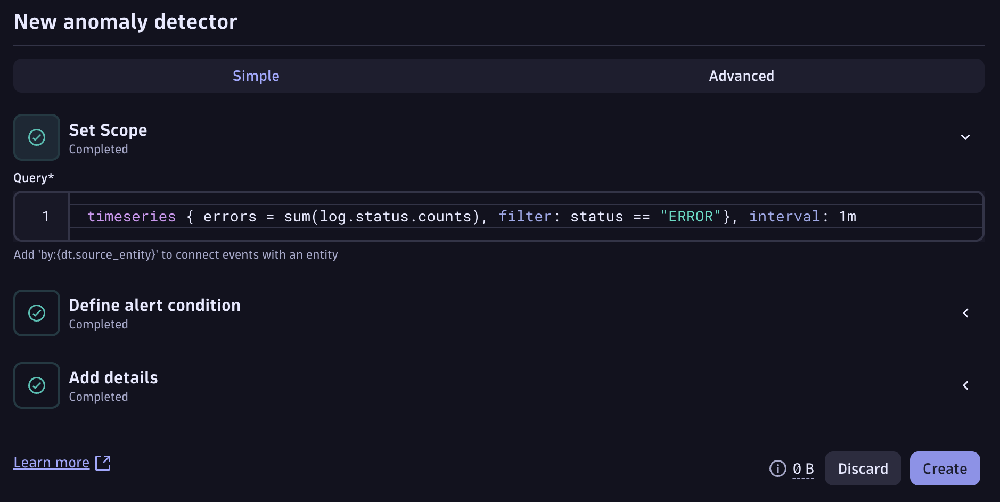 New anomaly detector
Simple
Advanced
Set Scope
Completed
Query*
1
timeseries { errors = sum(log.status.counts), filter: status == "ERROR"}, interval: 1m
Add 'by:{dt.source_entity}' to connect events with an entity
Define alert condition
Completed
Add details
Completed
Learn more
0 B
Discard
Create